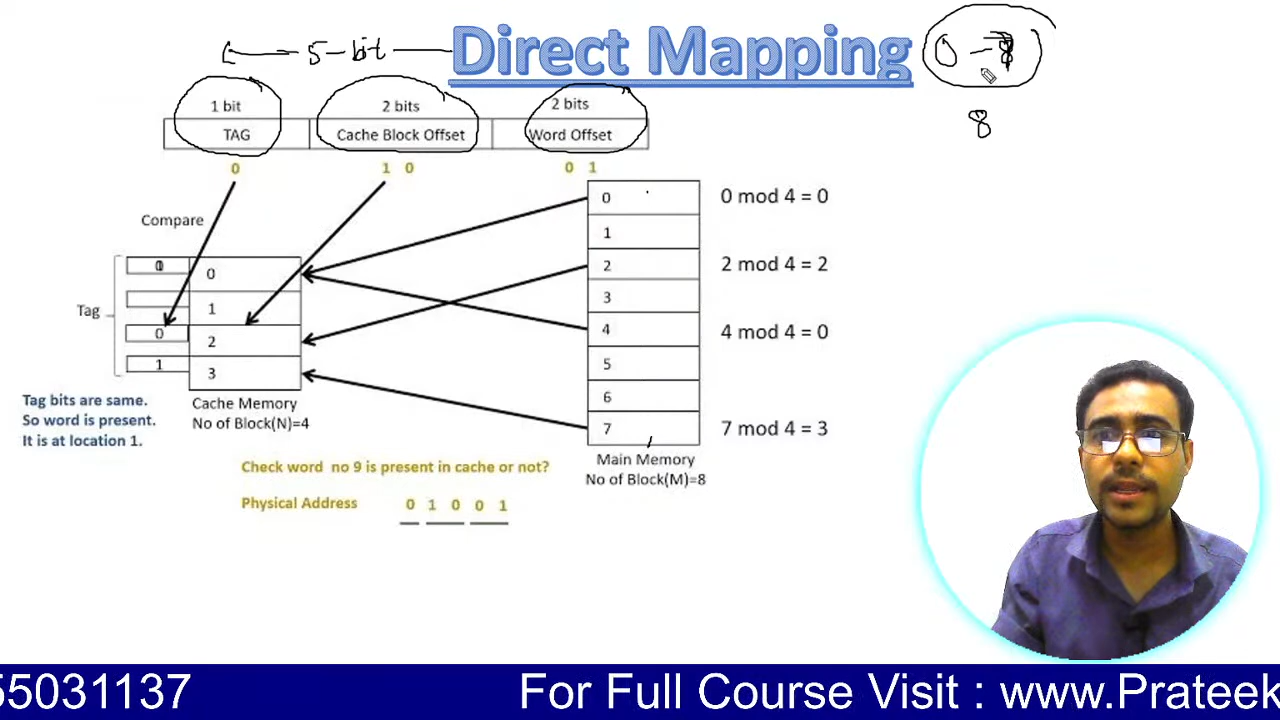 5-bit
Direct Mapping
0 -
8
1 bit
2 bits
2 bits
TAG
Cache Block Offset
Word Offset
0
1 0
0 1
Compare
Tag
0
1
0
2
1
3
Cache Memory
No of Block(N)=4
0
1
2
3
4
5
6
7
Main Memory
No of Block(M)=8
0 mod 4 = 0
2 mod 4 = 2
4 mod 4 = 0
7 mod 4 = 3
Tag bits are same.
So word is present.
It is at location 1.
Check word no 9 is present in cache or not?
Physical Address 0 1 0 0 1
55031137 For Full Course Visit : www.Prateek